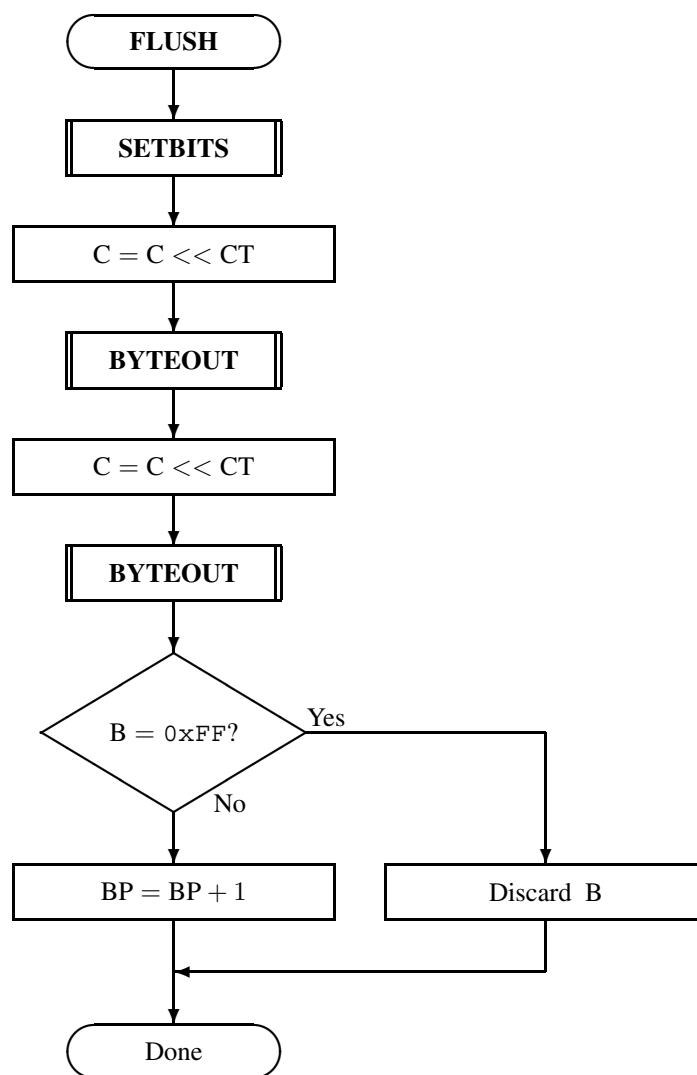 FLUSH
SETBITS
C = C << CT
BYTEOUT
C = C << CT
BYTEOUT
B = 0xFF?
Yes
No
BP = BP + 1
Discard B
Done